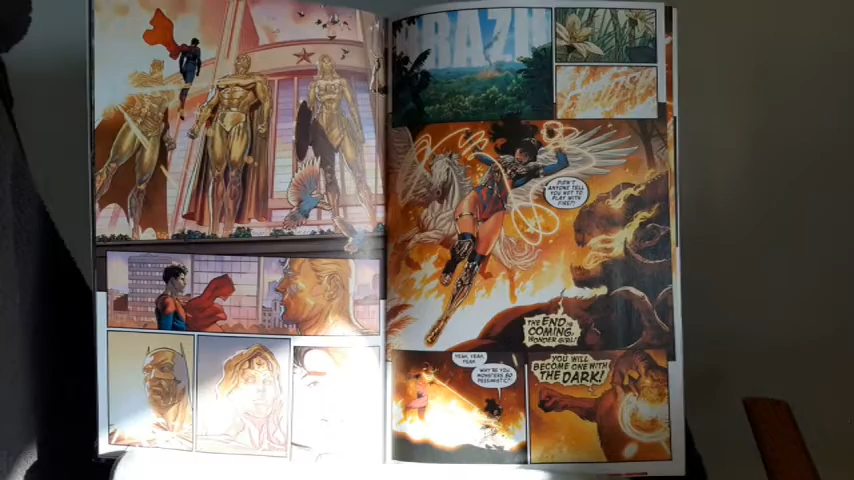 BRAZIL
DIDN'T
ANYONE TELL
YOU NOT TO
PLAY WITH
FIRE?!
THE END IS
COMING,
WONDER GIRL!
YEAH, YEAH,
YEAH.
WHY'RE YOU
MONSTERS SO
PESSIMISTIC?
YOU WILL
BECOME ONE WITH
THE DARK!